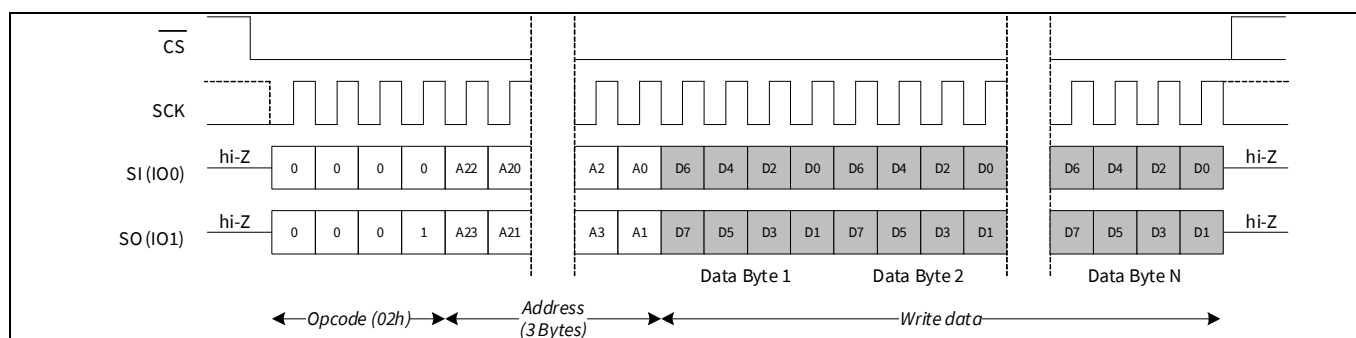 CS
SCK
hi-Z hi-Z
SI (IO0) 0 0 0 0 A22 A20 A2 A0 D6 D4 D2 D0 D6 D4 D2 D0 D6 D4 D2 D0
hi-Z hi-Z
SO (IO1) 0 0 0 1 A23 A21 A3 A1 D7 D5 D3 D1 D7 D5 D3 D1 D7 D5 D3 D1
Data Byte 1 Data Byte 2 Data Byte N
Opcode (02h) Address Write data
(3 Bytes)